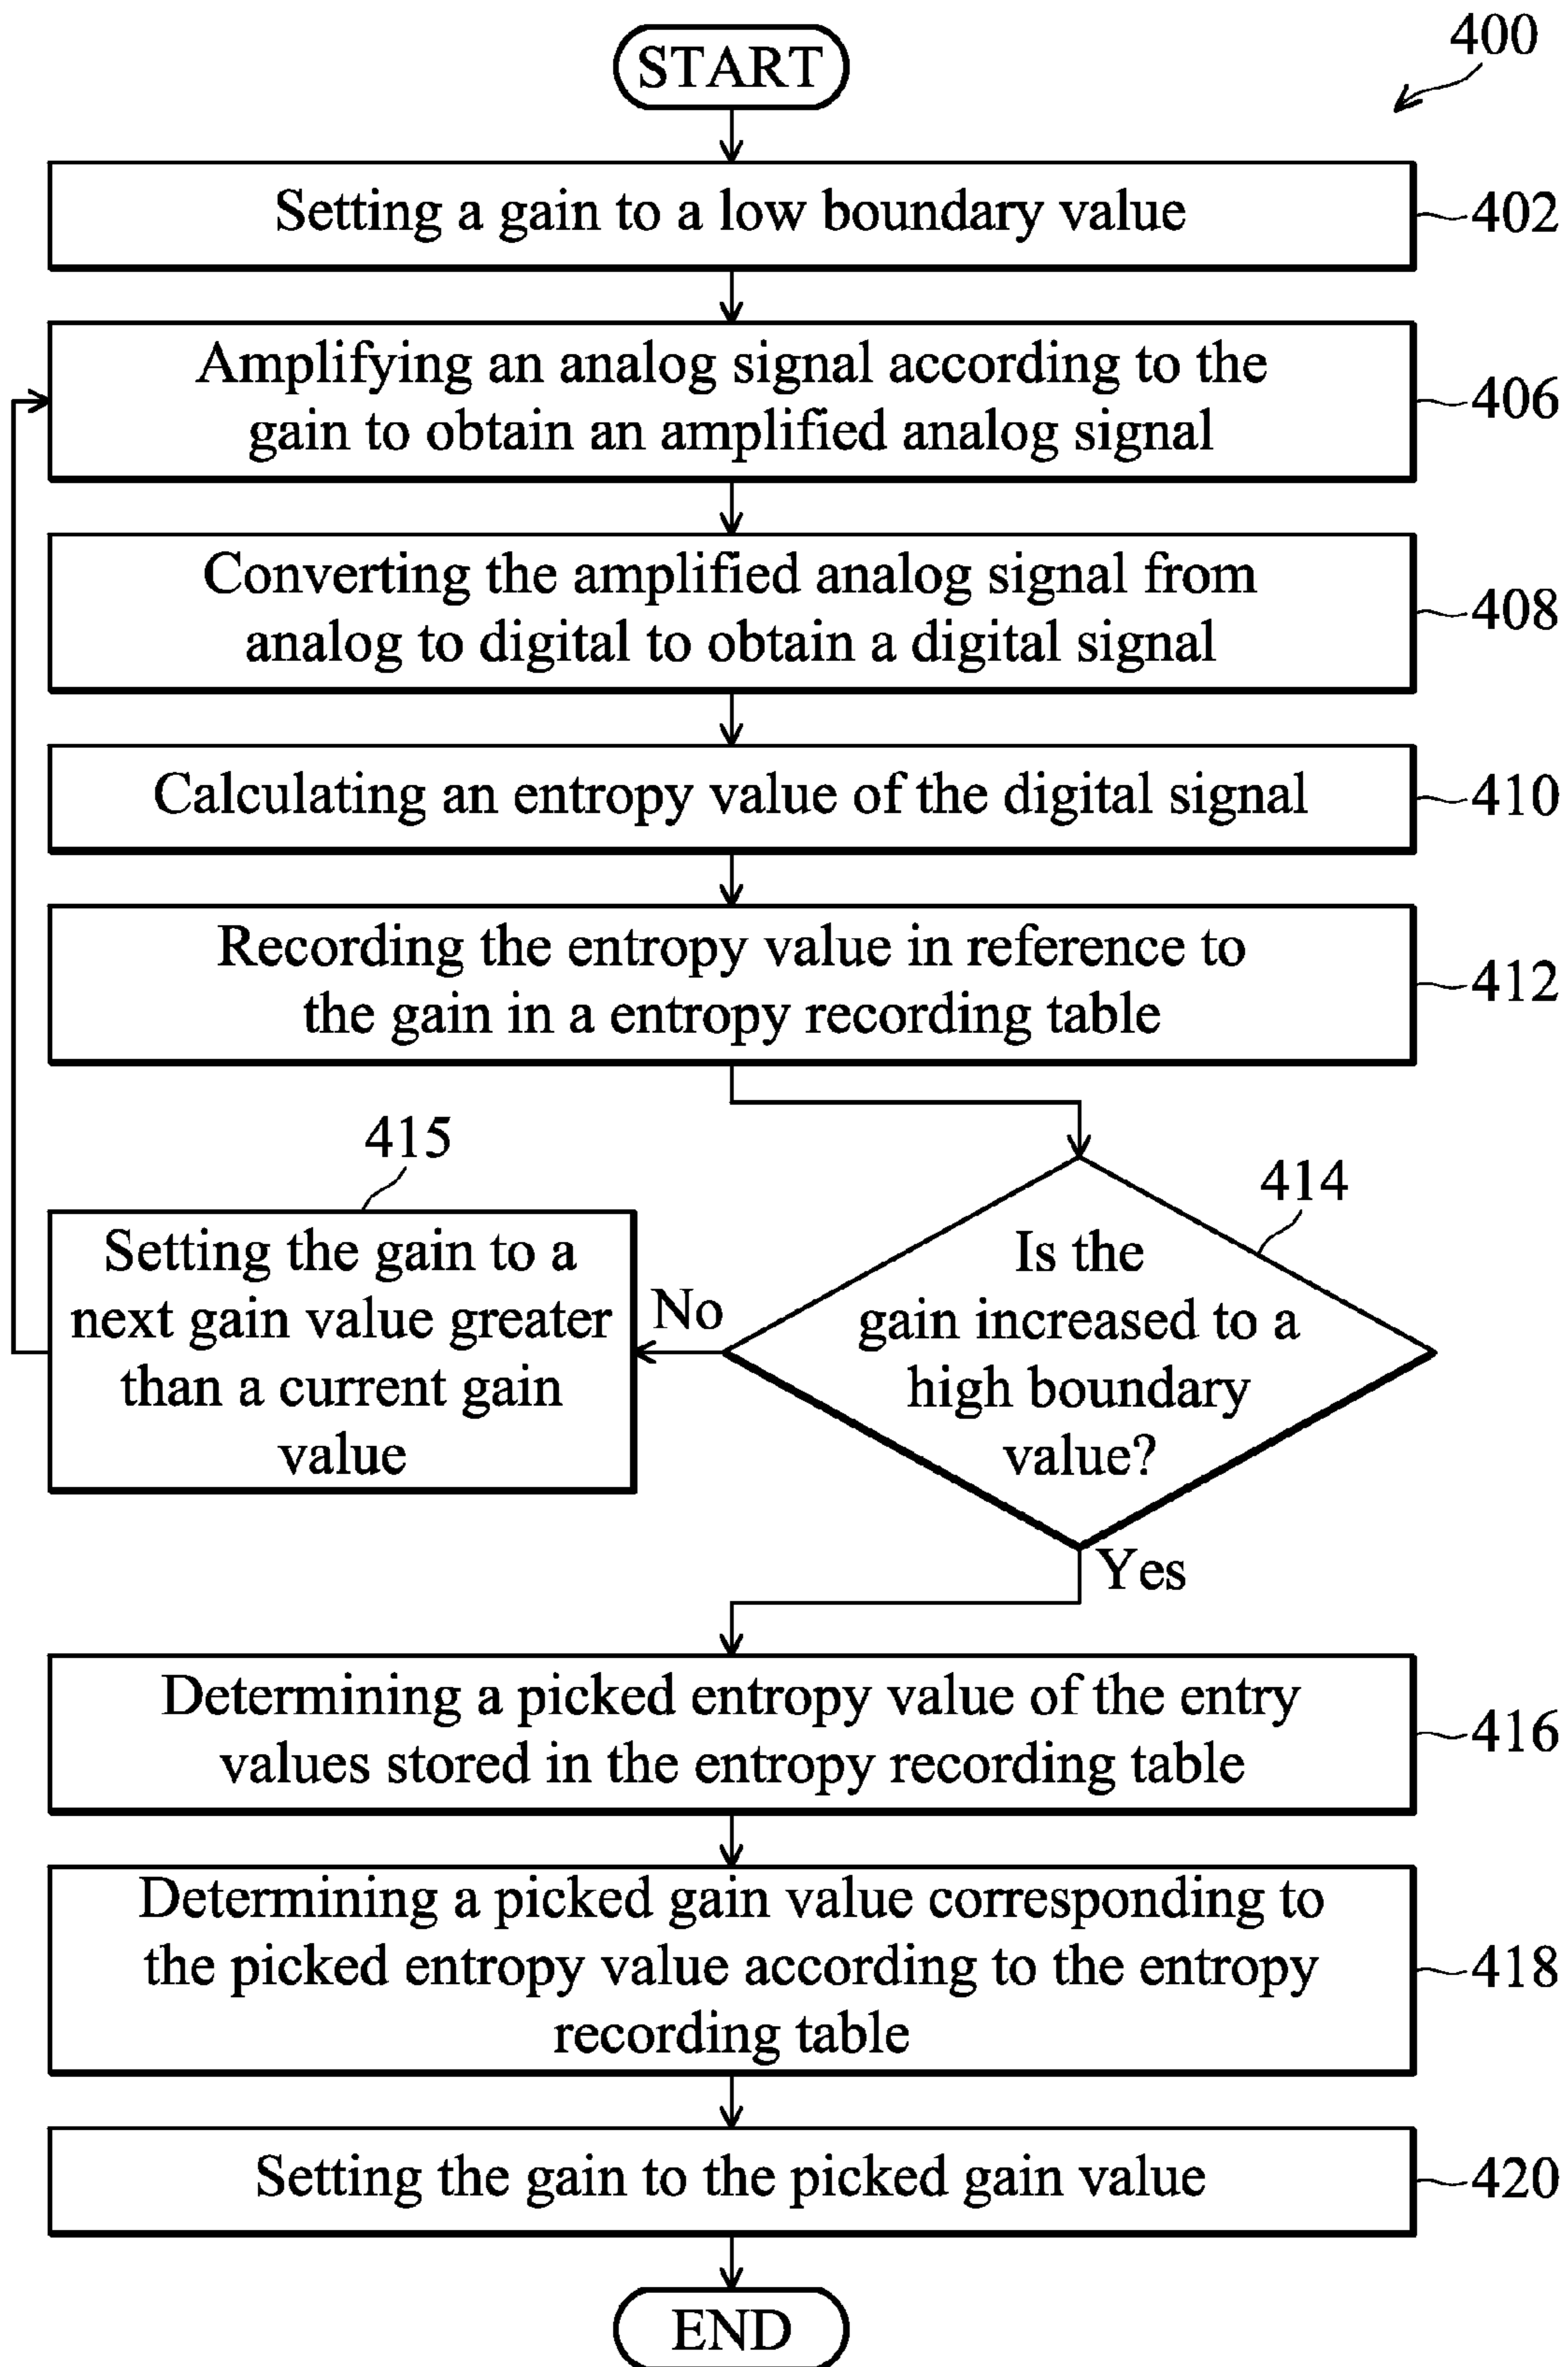 400
START
Setting a gain to a low boundary value
402
Amplifying an analog signal according to the
gain to obtain an amplified analog signal
406
Converting the amplified analog signal from
analog to digital to obtain a digital signal
408
Calculating an entropy value of the digital signal
410
Recording the entropy value in reference to
the gain in a entropy recording table
412
414
Is the
gain increased to a
high boundary
value?
No
415
Setting the gain to a
next gain value greater
than a current gain
value
Yes
Determining a picked entropy value of the entry
values stored in the entropy recording table
416
Determining a picked gain value corresponding to
the picked entropy value according to the entropy
recording table
418
Setting the gain to the picked gain value
420
END